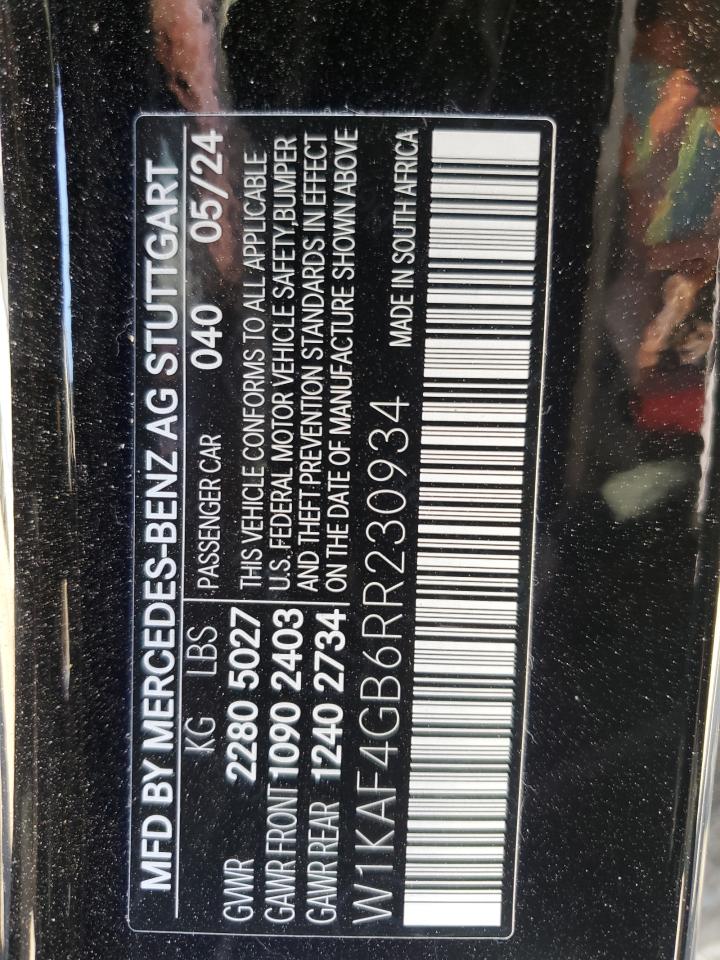 MFD BY MERCEDES-BENZ AG STUTTGART
KG LBS PASSENGER CAR 040 05/24
GWWR 2280 5027 THIS VEHICLE CONFORMS TO ALL APPLICABLE
GAWR FRONT 1090 2403 U.S. FEDERAL MOTOR VEHICLE SAFETY, BUMPER
GAWR REAR 1240 2734 AND THEFT PREVENTION STANDARDS IN EFFECT
ON THE DATE OF MANUFACTURE SHOWN ABOVE
W1KAF4GB6RR230934 MADE IN SOUTH AFRICA